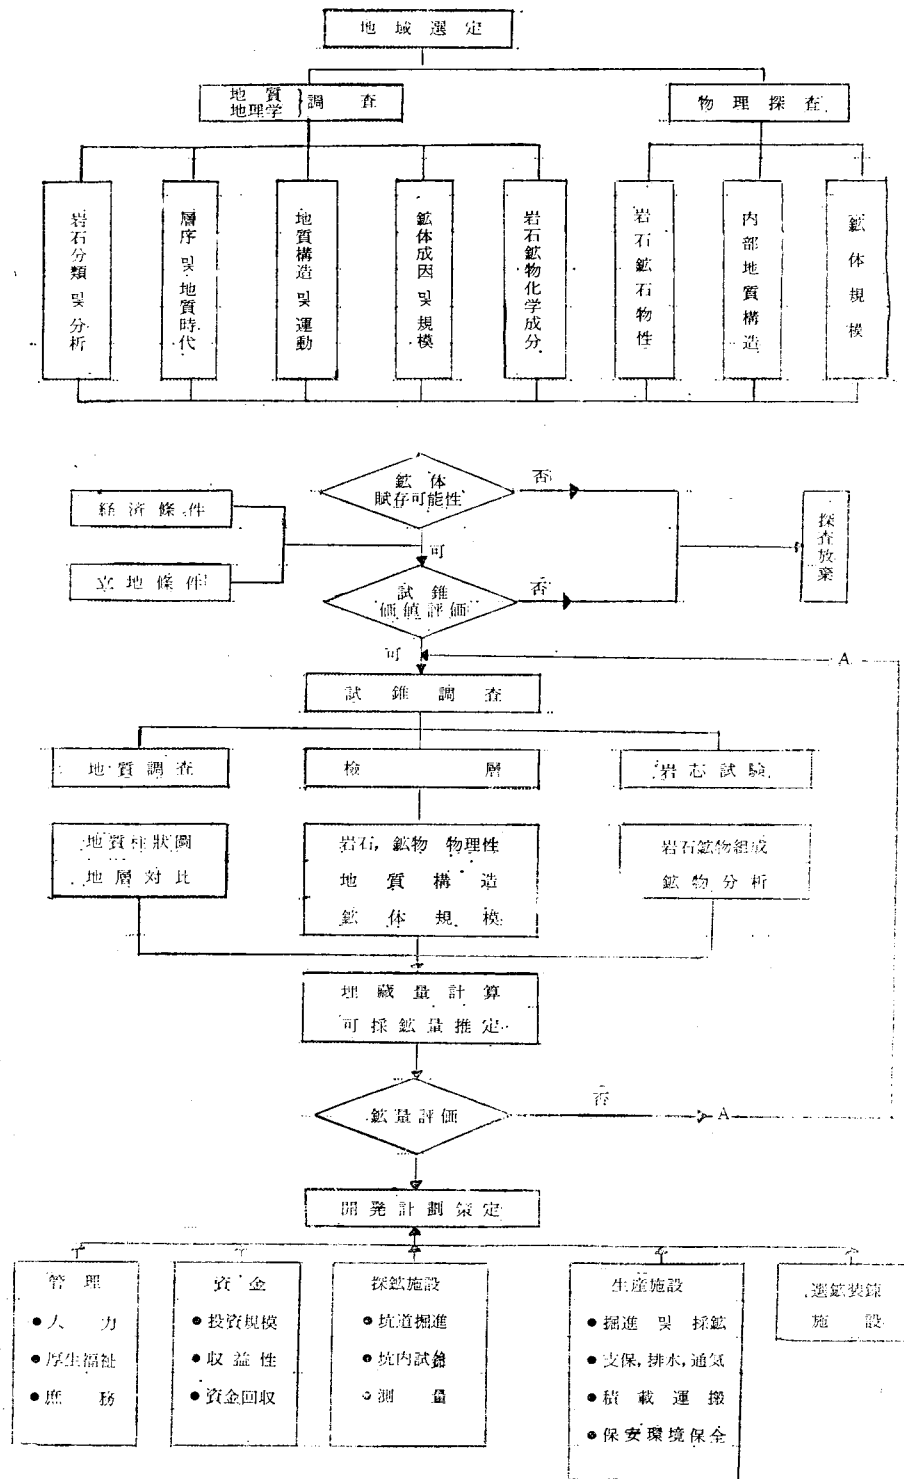 地域選定
地質
地理学 } 調査
物理探査
岩石分類 및 分析
層序 및 地質時代
地質構造 및 運動
鉱体成因 및 規模
岩石鉱物化学成分
岩石鉱石物性
内部地質構造
鉱体規模
鉱体
賦存可能性
否
経済條件
可
探査放棄
立地條件
試錐
価値評価
否
可
A
試錐調査
地質調査
検層
岩芯試験
地質柱狀圖
地層対比
岩石, 鉱物 物理性
地質構造
鉱体規模
岩石鉱物組成
鉱物分析
埋蔵量計算
可採鉱量推定
鉱量評価
否
A
開発計劃策定
管理
● 人力
● 厚生福祉
● 庶務
資金
● 投資規模
● 収益性
● 資金回収
探鉱施設
● 坑道掘進
● 坑内試錐
● 測量
生産施設
● 掘進 및 採鉱
● 支保, 排水, 通気
● 積載運搬
● 保安環境保全
選鉱装錬
施設